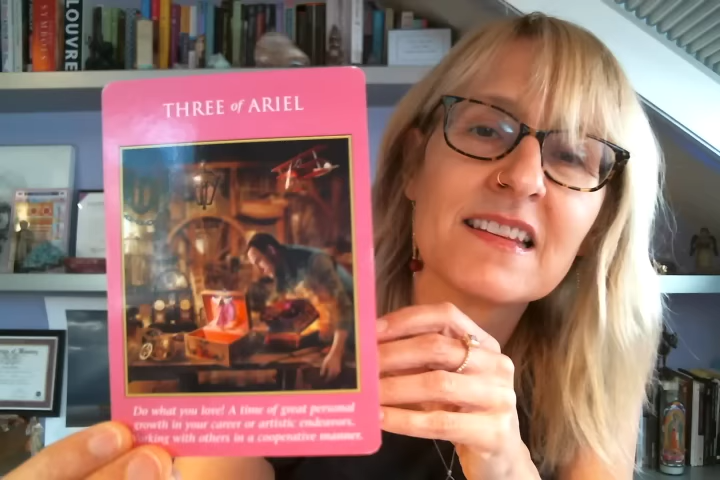 LOUVRE
THREE of ARIEL
Do what you love! A time of great personal
growth in your career or artistic endeavors.
Working with others in a cooperative manner.